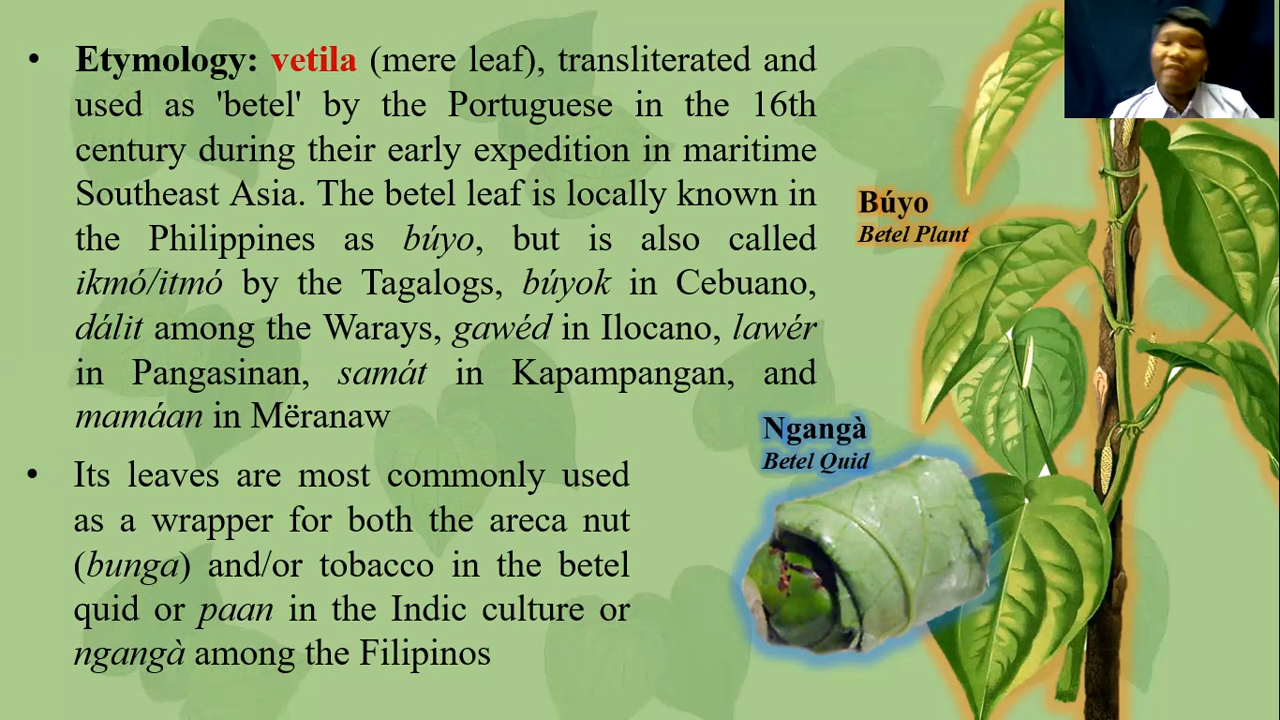 • Etymology: vetila (mere leaf), transliterated and
used as 'betel' by the Portuguese in the 16th
century during their early expedition in maritime
Southeast Asia. The betel leaf is locally known in
the Philippines as búyo, but is also called
ikmó/itmó by the Tagalogs, búyok in Cebuano,
dálit among the Warays, gawéd in Ilocano, lawér
in Pangasinan, samát in Kapampangan, and
mamáan in Mëranaw
• Its leaves are most commonly used
as a wrapper for both the areca nut
(bunga) and/or tobacco in the betel
quid or paan in the Indic culture or
ngangà among the Filipinos
Búyo
Betel Plant
Ngangà
Betel Quid